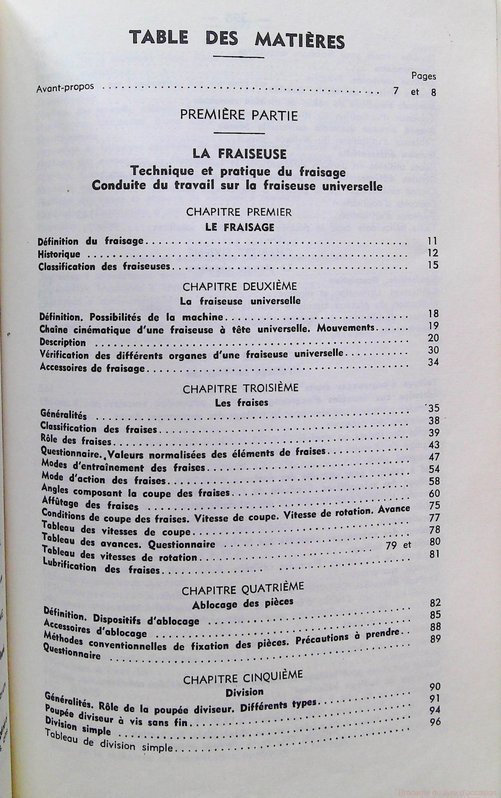 TABLE DES MATIÈRES
Pages
Avant-propos 7 et 8
PREMIÈRE PARTIE
LA FRAISEUSE
Technique et pratique du fraisage
Conduite du travail sur la fraiseuse universelle
CHAPITRE PREMIER
LE FRAISAGE
Définition du fraisage 11
Historique 12
Classification des fraiseuses 15
CHAPITRE DEUXIÈME
La fraiseuse universelle
Définition. Possibilités de la machine 18
Chaine cinématique d'une fraiseuse à tête universelle. Mouvements 19
Description 20
Vérification des différents organes d'une fraiseuse universelle 30
Accessoires de fraisage 34
CHAPITRE TROISIÈME
Les fraises
Généralités 35
Classification des fraises 38
Rôle des fraises 39
Questionnaire. Valeurs normalisées des éléments de fraises 43
Modes d'entraînement des fraises 47
Mode d'action des fraises 54
Angles composant la coupe des fraises 58
Affûtage des fraises 60
Conditions de coupe des fraises. Vitesse de coupe. Vitesse de rotation. Avance 75
Tableau des vitesses de coupe 77
Tableau des avances. Questionnaire 78
Tableau des vitesses de rotation 79 et 80
Lubrification des fraises 81
CHAPITRE QUATRIÈME
Ablocage des pièces
Définition. Dispositifs d'ablocage 82
Accessoires d'ablocage 85
Méthodes conventionnelles de fixation des pièces. Précautions à prendre 88
Questionnaire 89
CHAPITRE CINQUIÈME
Division
Généralités. Rôle de la poupée diviseur. Différents types 90
Poupée diviseur à vis sans fin 91
Division simple 94
Tableau de division simple 96